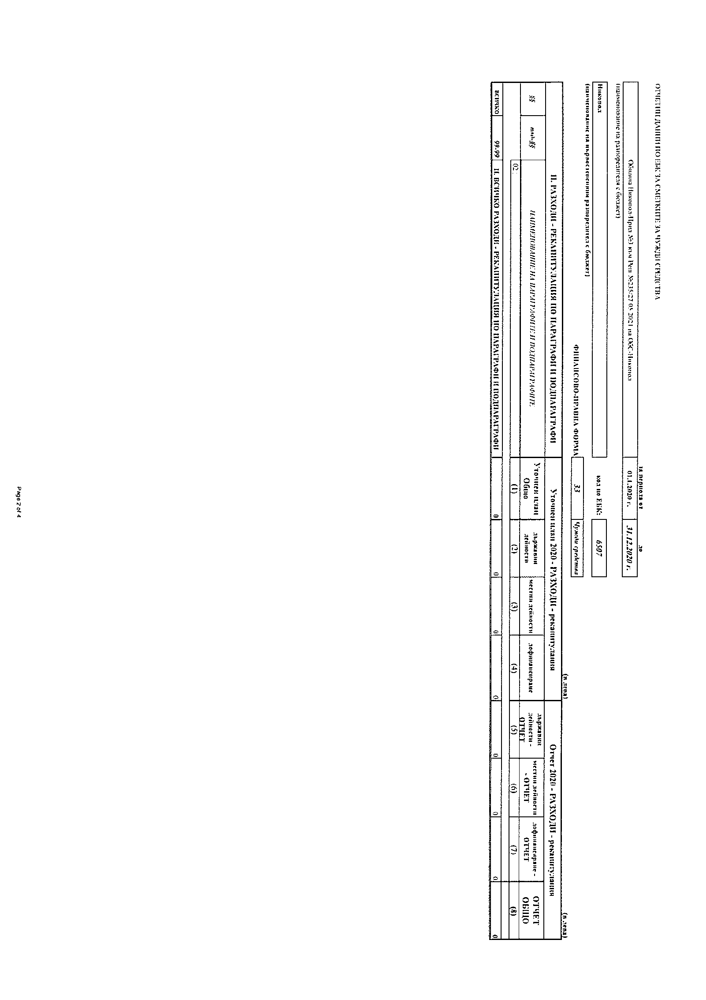 ОТЧЕТНИ ДАННИ ПО ЕБК ЗА СМЕТКИТЕ ЗА ЧУЖДИ СРЕДСТВА
за периода от до
Община Никопол-Прил №3 към Реш №235/27 05 2021 на ОбС-Никопол 01.1.2020 г. 31.12.2020 г.
(наименование на разпоредителя с бюджет)
Никопол код по ЕБК: 6507
(наименование на първостепенния разпоредител с бюджет)
ФИНАНСОВО-ПРАВНА ФОРМА 33 Чужди средства
(в лева) (в лева)
II. РАЗХОДИ - РЕКАПИТУЛАЦИЯ ПО ПАРАГРАФИ И ПОДПАРАГРАФИ Уточнен план 2020 - РАЗХОДИ - рекапитулация Отчет 2020 - РАЗХОДИ - рекапитулация
§§ под-§§ НАИМЕНОВАНИЕ НА ПАРАГРАФИТЕ И ПОДПАРАГРАФИТЕ Уточнен план Общо държавни дейности местни дейности дофинансиране държавни дейности - ОТЧЕТ местни дейности - ОТЧЕТ дофинансиране - ОТЧЕТ ОТЧЕТ ОБЩО
02 (1) (2) (3) (4) (5) (6) (7) (8)
всичко 99-99 II. ВСИЧКО РАЗХОДИ - РЕКАПИТУЛАЦИЯ ПО ПАРАГРАФИ И ПОДПАРАГРАФИ 0 0 0 0 0 0 0 0
Page 2 of 4